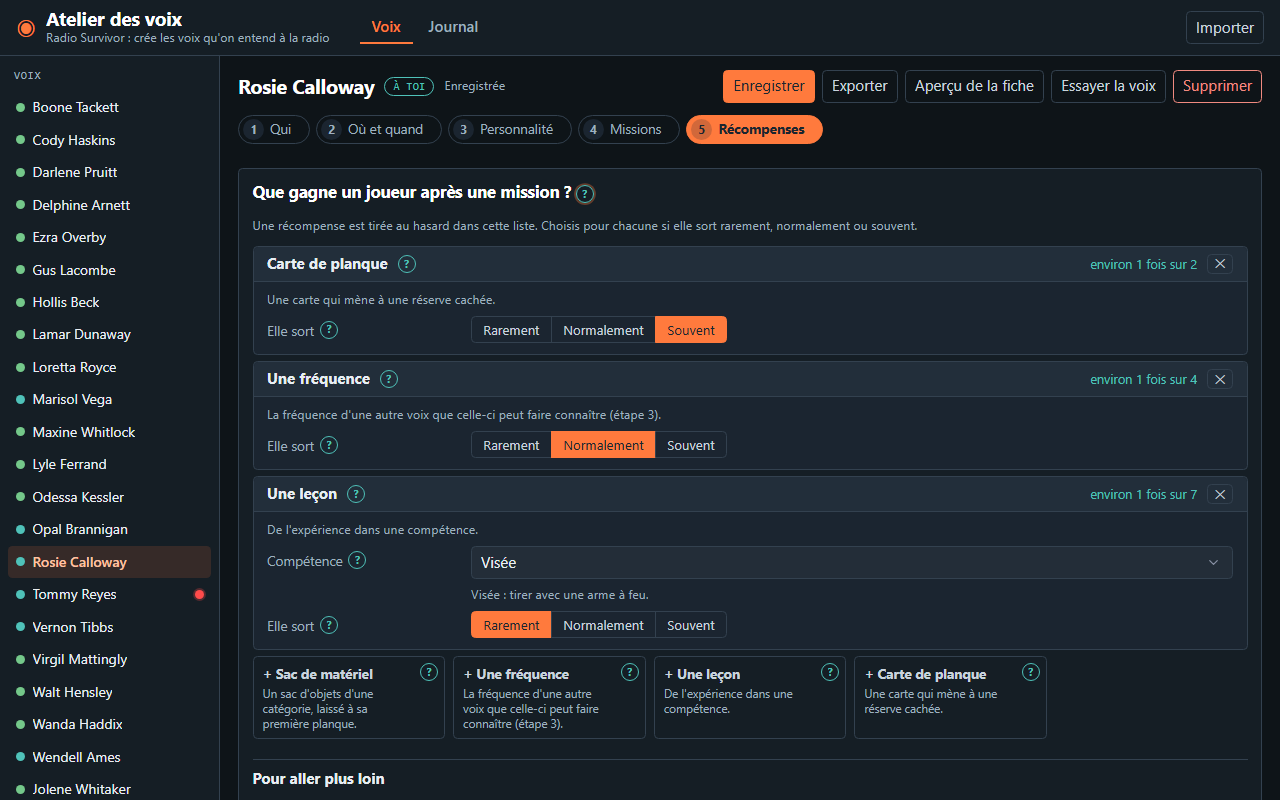 Atelier des voix
Radio Survivor : crée les voix qu'on entend à la radio
Voix
Journal
Importer
VOIX
Boone Tackett
Cody Haskins
Darlene Pruitt
Delphine Arnett
Ezra Overby
Gus Lacombe
Hollis Beck
Lamar Dunaway
Loretta Royce
Marisol Vega
Maxine Whitlock
Lyle Ferrand
Odessa Kessler
Opal Brannigan
Rosie Calloway
Tommy Reyes
Vernon Tibbs
Virgil Mattingly
Walt Hensley
Wanda Haddix
Wendell Ames
Jolene Whitaker
Rosie Calloway
À TOI
Enregistrée
Enregistrer
Exporter
Aperçu de la fiche
Essayer la voix
Supprimer
1 Qui
2 Où et quand
3 Personnalité
4 Missions
5 Récompenses
Que gagne un joueur après une mission ? ?
Une récompense est tirée au hasard dans cette liste. Choisis pour chacune si elle sort rarement, normalement ou souvent.
Carte de planque ?
environ 1 fois sur 2
Une carte qui mène à une réserve cachée.
Elle sort ?
Rarement
Normalement
Souvent
Une fréquence ?
environ 1 fois sur 4
La fréquence d'une autre voix que celle-ci peut faire connaître (étape 3).
Elle sort ?
Rarement
Normalement
Souvent
Une leçon ?
environ 1 fois sur 7
De l'expérience dans une compétence.
Compétence ?
Visée
Visée : tirer avec une arme à feu.
Elle sort ?
Rarement
Normalement
Souvent
+ Sac de matériel ?
Un sac d'objets d'une
catégorie, laissé à sa
première planque.
+ Une fréquence ?
La fréquence d'une autre
voix que celle-ci peut faire
connaître (étape 3).
+ Une leçon ?
De l'expérience dans une
compétence.
+ Carte de planque ?
Une carte qui mène à une
réserve cachée.
Pour aller plus loin